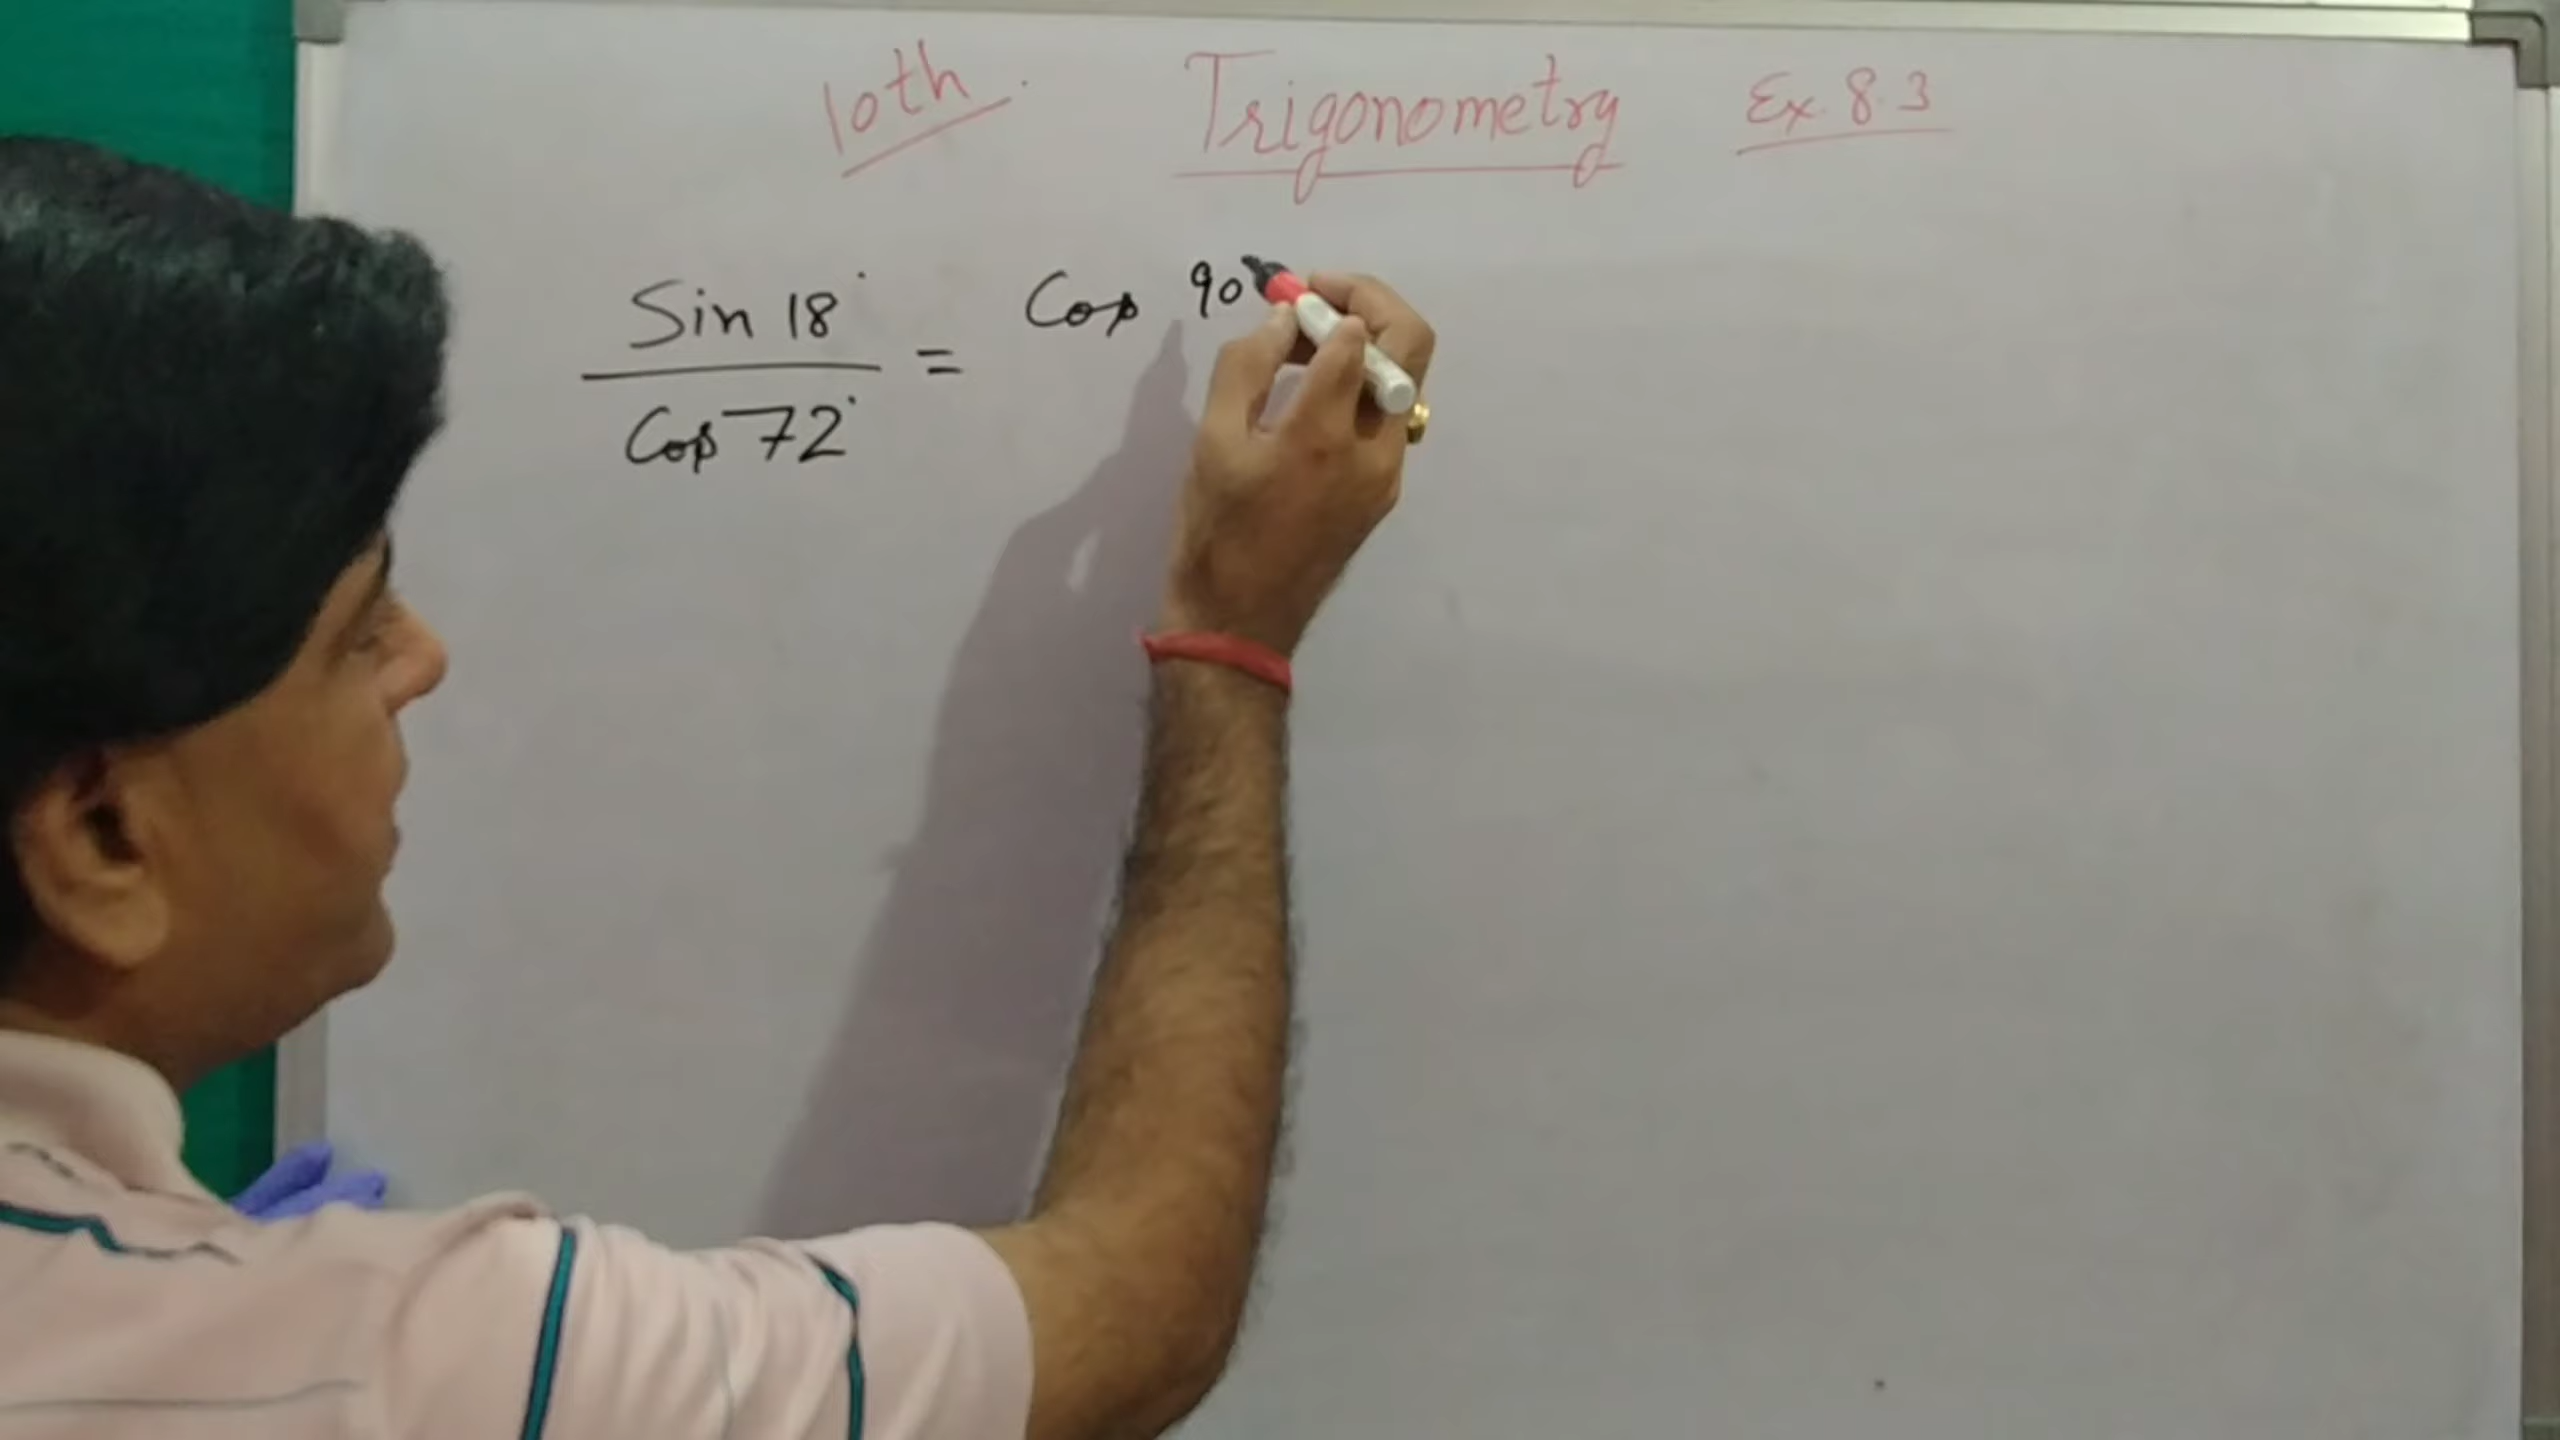 10th. Trigonometry Ex. 8.3
Sin 18° = Cos 90°
Cos 72°